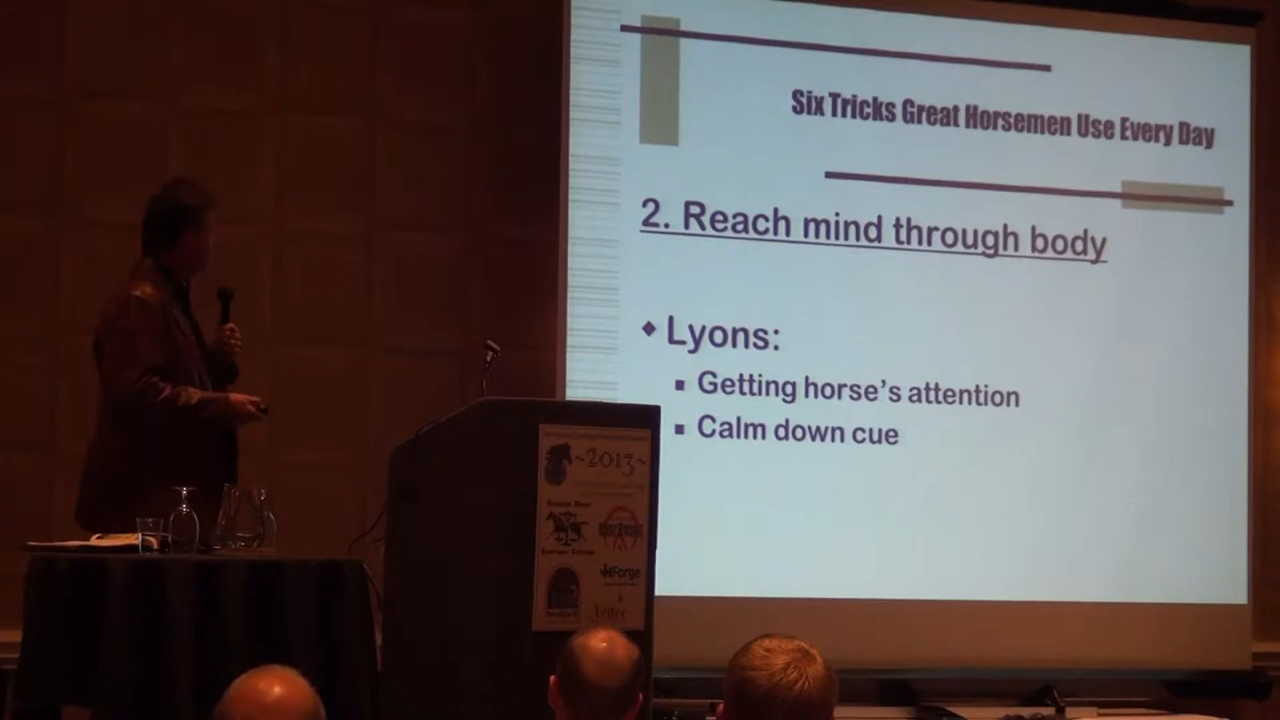 Six Tricks Great Horsemen Use Every Day
2. Reach mind through body
Lyons:
Getting horse's attention
Calm down cue
~2013~
Forge